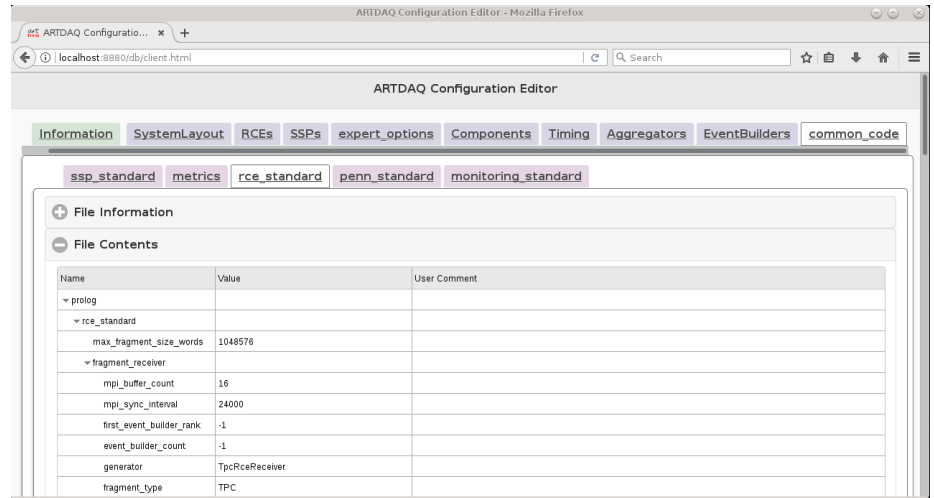 ARTDAQ Configuration Editor - Mozilla Firefox
ARTDAQ Configuratio...
localhost:8880/db/client.html Search
ARTDAQ Configuration Editor
Information SystemLayout RCEs SSPs expert_options Components Timing Aggregators EventBuilders common_code
ssp_standard metrics rce_standard penn_standard monitoring_standard
File Information
File Contents
Name Value User Comment
prolog
rce_standard
max_fragment_size_words 1048576
fragment_receiver
mpi_buffer_count 16
mpi_sync_interval 24000
first_event_builder_rank -1
event_builder_count -1
generator TpcRceReceiver
fragment_type TPC